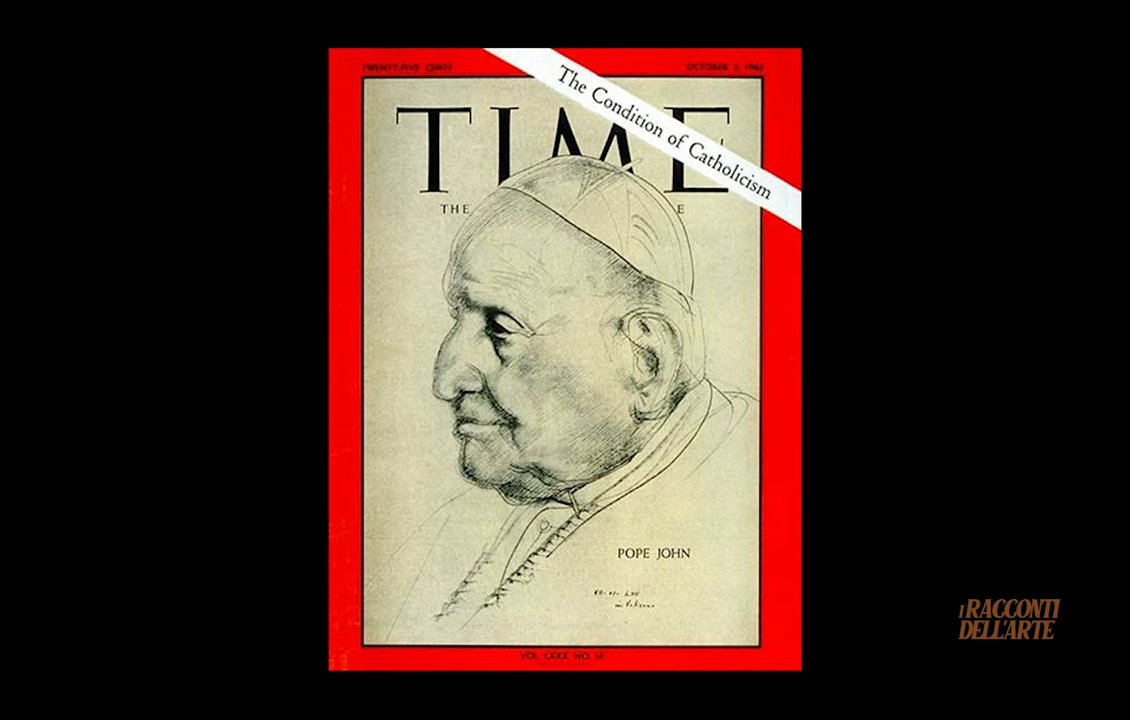 TWENTY-FIVE CENTS
OCTOBER 5, 1962
The Condition of Catholicism
TIME
THE
E
POPE JOHN
VOL. LXXX NO. 14
I RACCONTI
DELL'ARTE